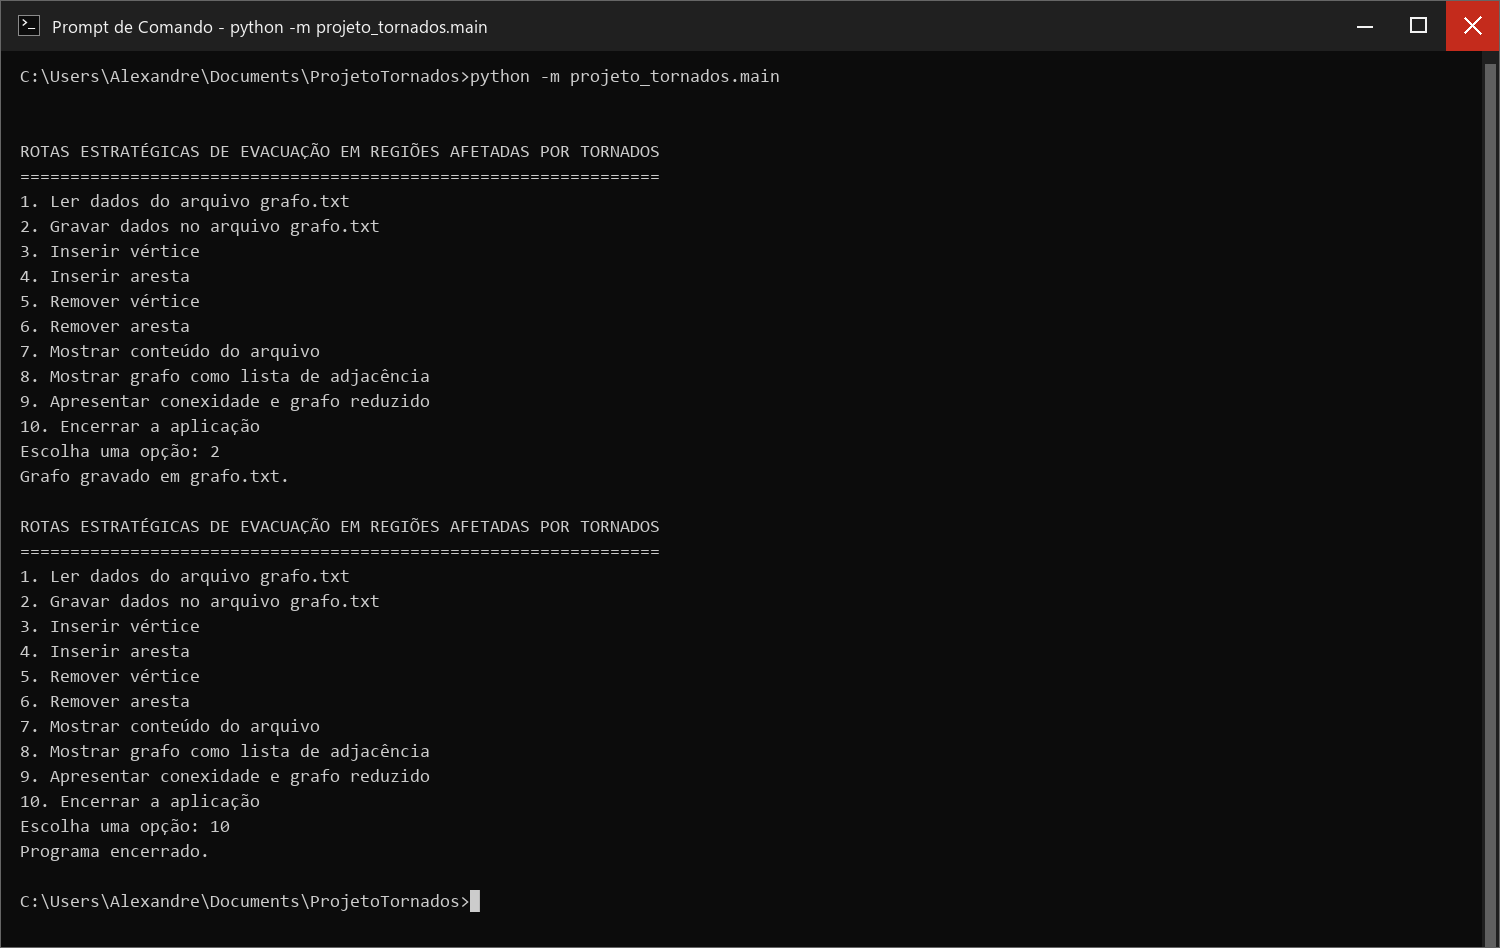 Prompt de Comando - python -m projeto_tornados.main
C:\Users\Alexandre\Documents\ProjetoTornados>python -m projeto_tornados.main
ROTAS ESTRATÉGICAS DE EVACUAÇÃO EM REGIÕES AFETADAS POR TORNADOS
================================================================
1. Ler dados do arquivo grafo.txt
2. Gravar dados no arquivo grafo.txt
3. Inserir vértice
4. Inserir aresta
5. Remover vértice
6. Remover aresta
7. Mostrar conteúdo do arquivo
8. Mostrar grafo como lista de adjacência
9. Apresentar conexidade e grafo reduzido
10. Encerrar a aplicação
Escolha uma opção: 2
Grafo gravado em grafo.txt.
ROTAS ESTRATÉGICAS DE EVACUAÇÃO EM REGIÕES AFETADAS POR TORNADOS
================================================================
1. Ler dados do arquivo grafo.txt
2. Gravar dados no arquivo grafo.txt
3. Inserir vértice
4. Inserir aresta
5. Remover vértice
6. Remover aresta
7. Mostrar conteúdo do arquivo
8. Mostrar grafo como lista de adjacência
9. Apresentar conexidade e grafo reduzido
10. Encerrar a aplicação
Escolha uma opção: 10
Programa encerrado.
C:\Users\Alexandre\Documents\ProjetoTornados>